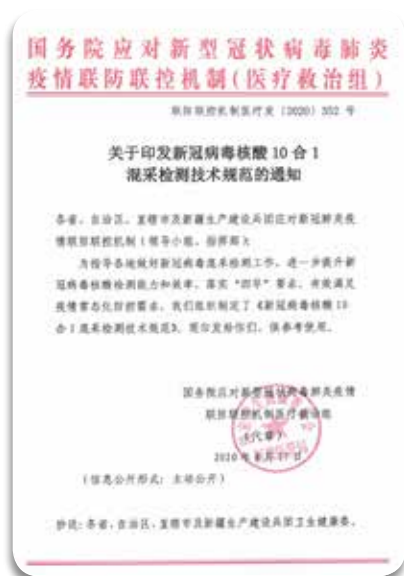 国务院应对新型冠状病毒肺炎
疫情联防联控机制(医疗救治组)
联防联控机制医疗发〔2020〕352 号
关于印发新冠病毒核酸 10 合 1
混采检测技术规范的通知
各省、自治区、直辖市及新疆生产建设兵团应对新冠肺炎疫
情联防联控机制(领导小组、指挥部):
为指导各地做好新冠病毒混采检测工作,进一步提升新
冠病毒核酸检测能力和效率,落实“四早”要求,有效满足
疫情常态化防控要求,我们组织制定了《新冠病毒核酸 10
合 1 混采检测技术规范》。现印发给你们,供参考使用。
国务院应对新型冠状病毒肺炎疫情
联防联控机制医疗救治组
(代章)
2020 年 8 月
(信息公开形式:主动公开)
抄送:各省、自治区、直辖市及新疆生产建设兵团卫生健康委。